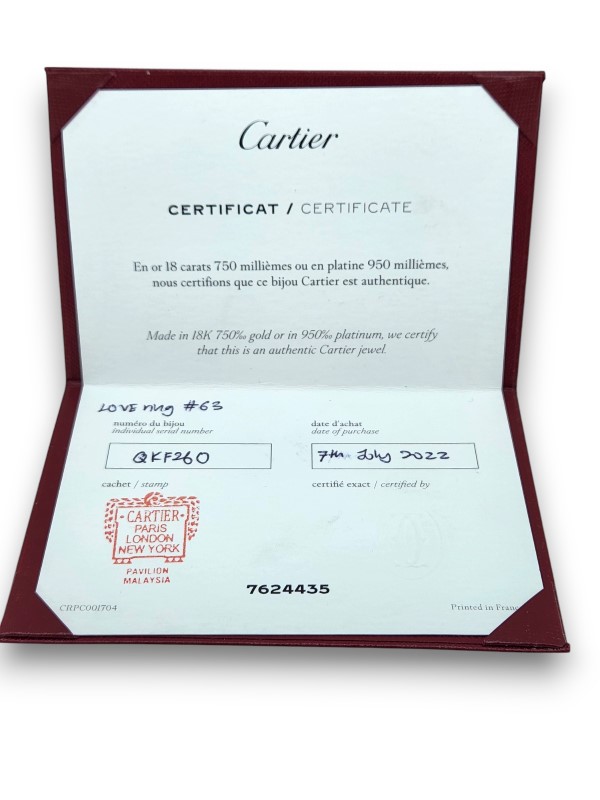 Cartier
CERTIFICAT / CERTIFICATE
En or 18 carats 750 millièmes ou en platine 950 millièmes,
nous certifions que ce bijou Cartier est authentique.
Made in 18K 750‰ gold or in 950‰ platinum, we certify
that this is an authentic Cartier jewel.
LOVE ring #63
numéro du bijou
individual serial number
QKF260
date d'achat
date of purchase
7th July 2022
cachet / stamp
certifié exact / certified by
CARTIER
PARIS
LONDON
NEW YORK
PAVILION
MALAYSIA
7624435
CRPC001704
Printed in Franc